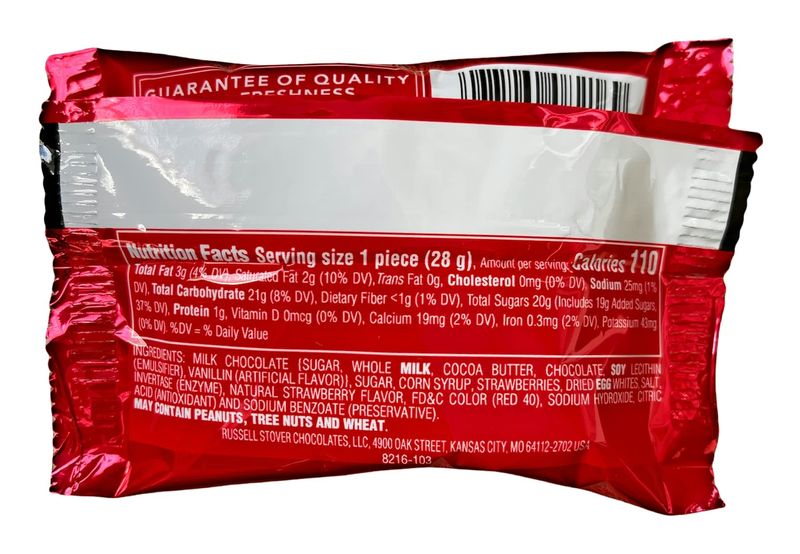 GUARANTEE OF QUALITY
FRESHNESS
Nutrition Facts Serving size 1 piece (28 g), Amount per serving: Calories 110
Total Fat 3g (4% DV), Saturated Fat 2g (10% DV), Trans Fat 0g, Cholesterol 0mg (0% DV), Sodium 25mg (1%
DV), Total Carbohydrate 21g (8% DV), Dietary Fiber <1g (1% DV), Total Sugars 20g (Includes 19g Added Sugars,
37% DV), Protein 1g, Vitamin D 0mcg (0% DV), Calcium 19mg (2% DV), Iron 0.3mg (2% DV), Potassium 43mg
(0% DV). %DV = % Daily Value
INGREDIENTS: MILK CHOCOLATE {SUGAR, WHOLE MILK, COCOA BUTTER, CHOCOLATE, SOY LECITHIN
(EMULSIFIER), VANILLIN (ARTIFICIAL FLAVOR)}, SUGAR, CORN SYRUP, STRAWBERRIES, DRIED EGG WHITES, SALT,
INVERTASE (ENZYME), NATURAL STRAWBERRY FLAVOR, FD&C COLOR (RED 40), SODIUM HYDROXIDE, CITRIC
ACID (ANTIOXIDANT) AND SODIUM BENZOATE (PRESERVATIVE).
MAY CONTAIN PEANUTS, TREE NUTS AND WHEAT.
RUSSELL STOVER CHOCOLATES, LLC, 4900 OAK STREET, KANSAS CITY, MO 64112-2702 USA
8216-103